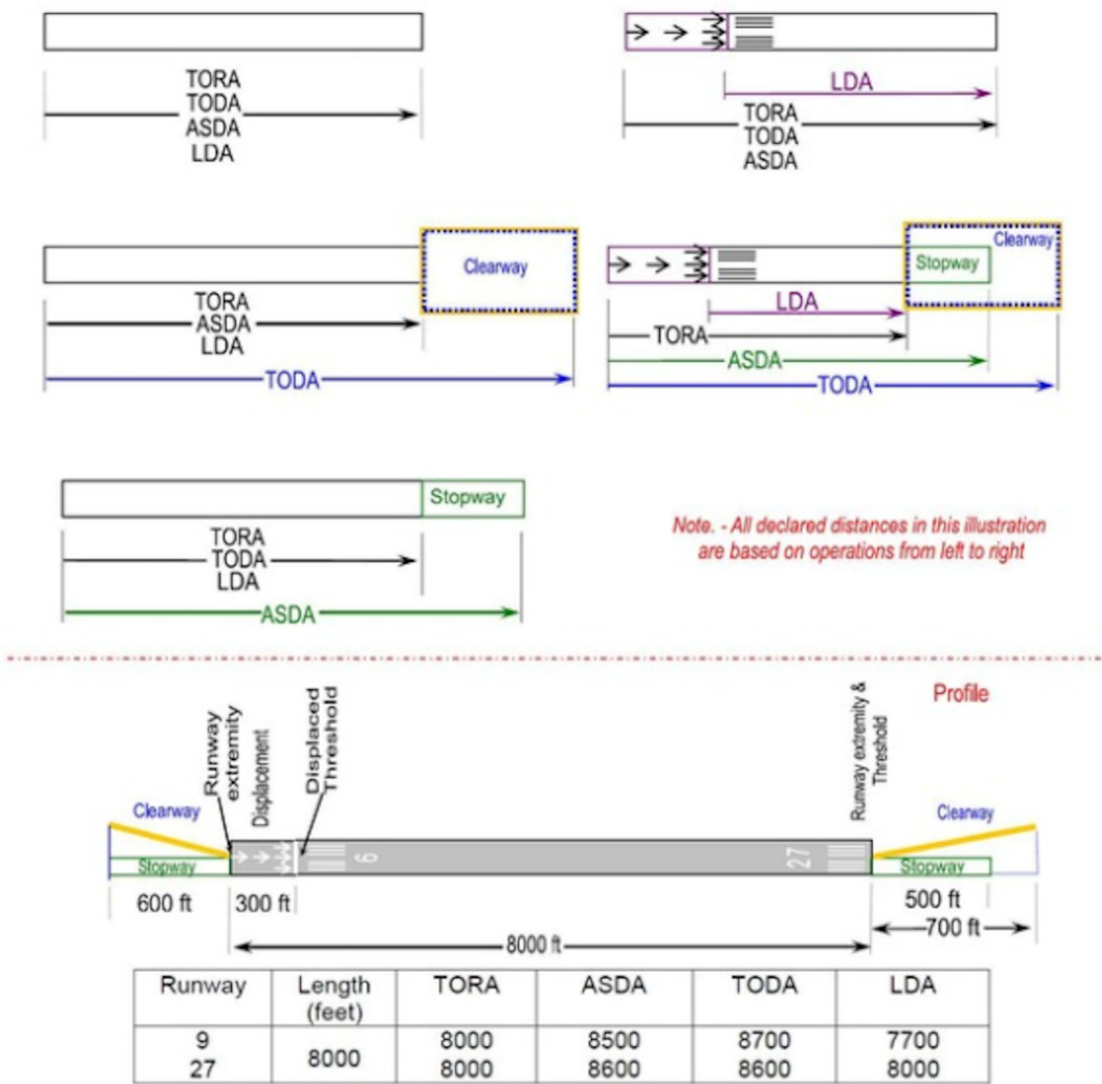 TORA
TODA
ASDA
LDA
LDA
TORA
TODA
ASDA
Clearway
TORA
ASDA
LDA
TODA
Clearway
Stopway
LDA
TORA
ASDA
TODA
Stopway
TORA
TODA
LDA
ASDA
Note. - All declared distances in this illustration
are based on operations from left to right
Profile
Runway
extremity
Displacement
Displaced
Threshold
Runway extremity &
Threshold
Clearway
Clearway
Stopway
9
27
Stopway
600 ft
300 ft
500 ft
700 ft
8000 ft
Runway Length (feet) TORA ASDA TODA LDA
9 8000 8000 8500 8700 7700
27 8000 8600 8600 8000